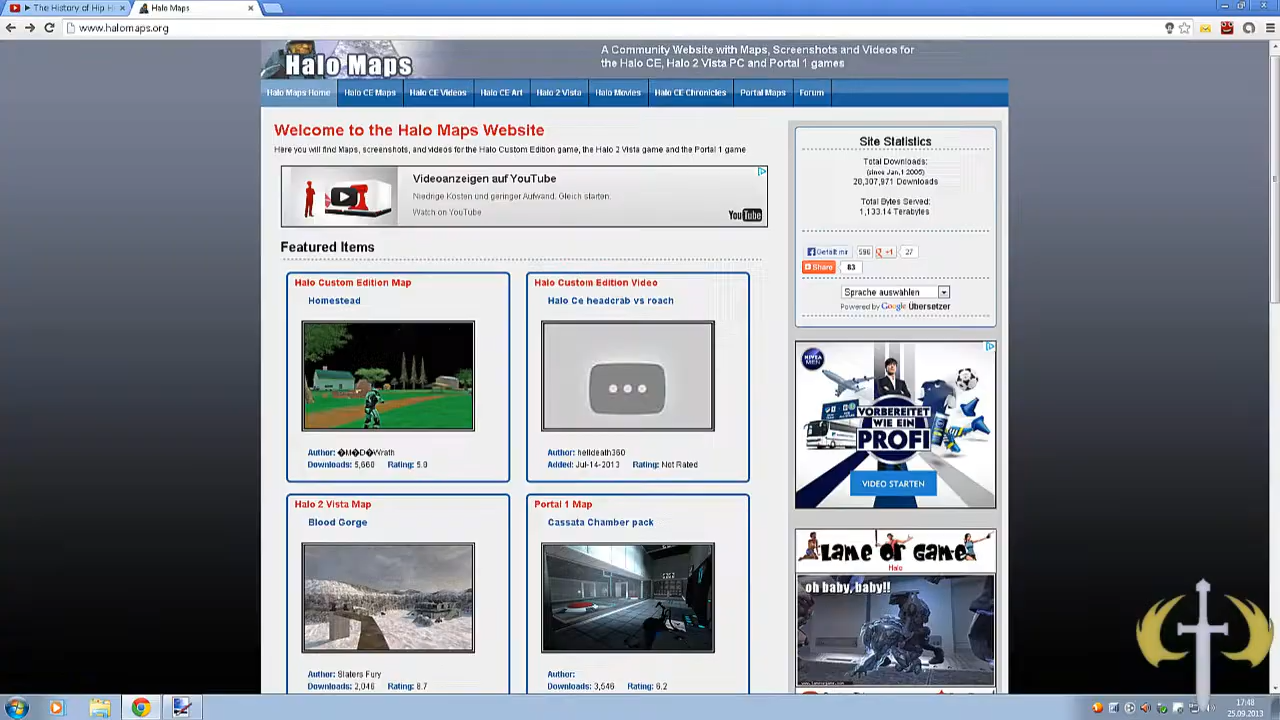 The History of Hip H
Halo Maps
www.halomaps.org
Halo Maps
A Community Website with Maps, Screenshots and Videos for
the Halo CE, Halo 2 Vista PC and Portal 1 games
Halo Maps Home
Halo CE Maps
Halo CE Videos
Halo CE Art
Halo 2 Vista
Halo Movies
Halo CE Chronicles
Portal Maps
Forum
Welcome to the Halo Maps Website
Here you will find Maps, screenshots, and videos for the Halo Custom Edition game, the Halo 2 Vista game and the Portal 1 game
Videoanzeigen auf YouTube
Niedrige Kosten und geringer Aufwand. Gleich starten.
Watch on YouTube
YouTube
Featured Items
Halo Custom Edition Map
Homestead
Author: �M�D�Wrath
Downloads: 5,660 Rating: 5.0
Halo Custom Edition Video
Halo Ce headcrab vs roach
Author: helldeath360
Added: Jul-14-2013 Rating: Not Rated
Halo 2 Vista Map
Blood Gorge
Author: Slaters Fury
Downloads: 2,046 Rating: 8.7
Portal 1 Map
Cassata Chamber pack
Author:
Downloads: 3,546 Rating: 6.2
Site Statistics
Total Downloads:
(since Jan,1 2006)
20,307,971 Downloads
Total Bytes Served:
1,133.14 Terabytes
Gefällt mir 596 +1 27
Share 83
Sprache auswählen
Powered by Google Übersetzer
NIVEA
MEN
VORBEREITET
WIE EIN
PROFI
VIDEO STARTEN
LAME OF GAME
Halo
oh baby, baby!!
17:48
25.09.2013